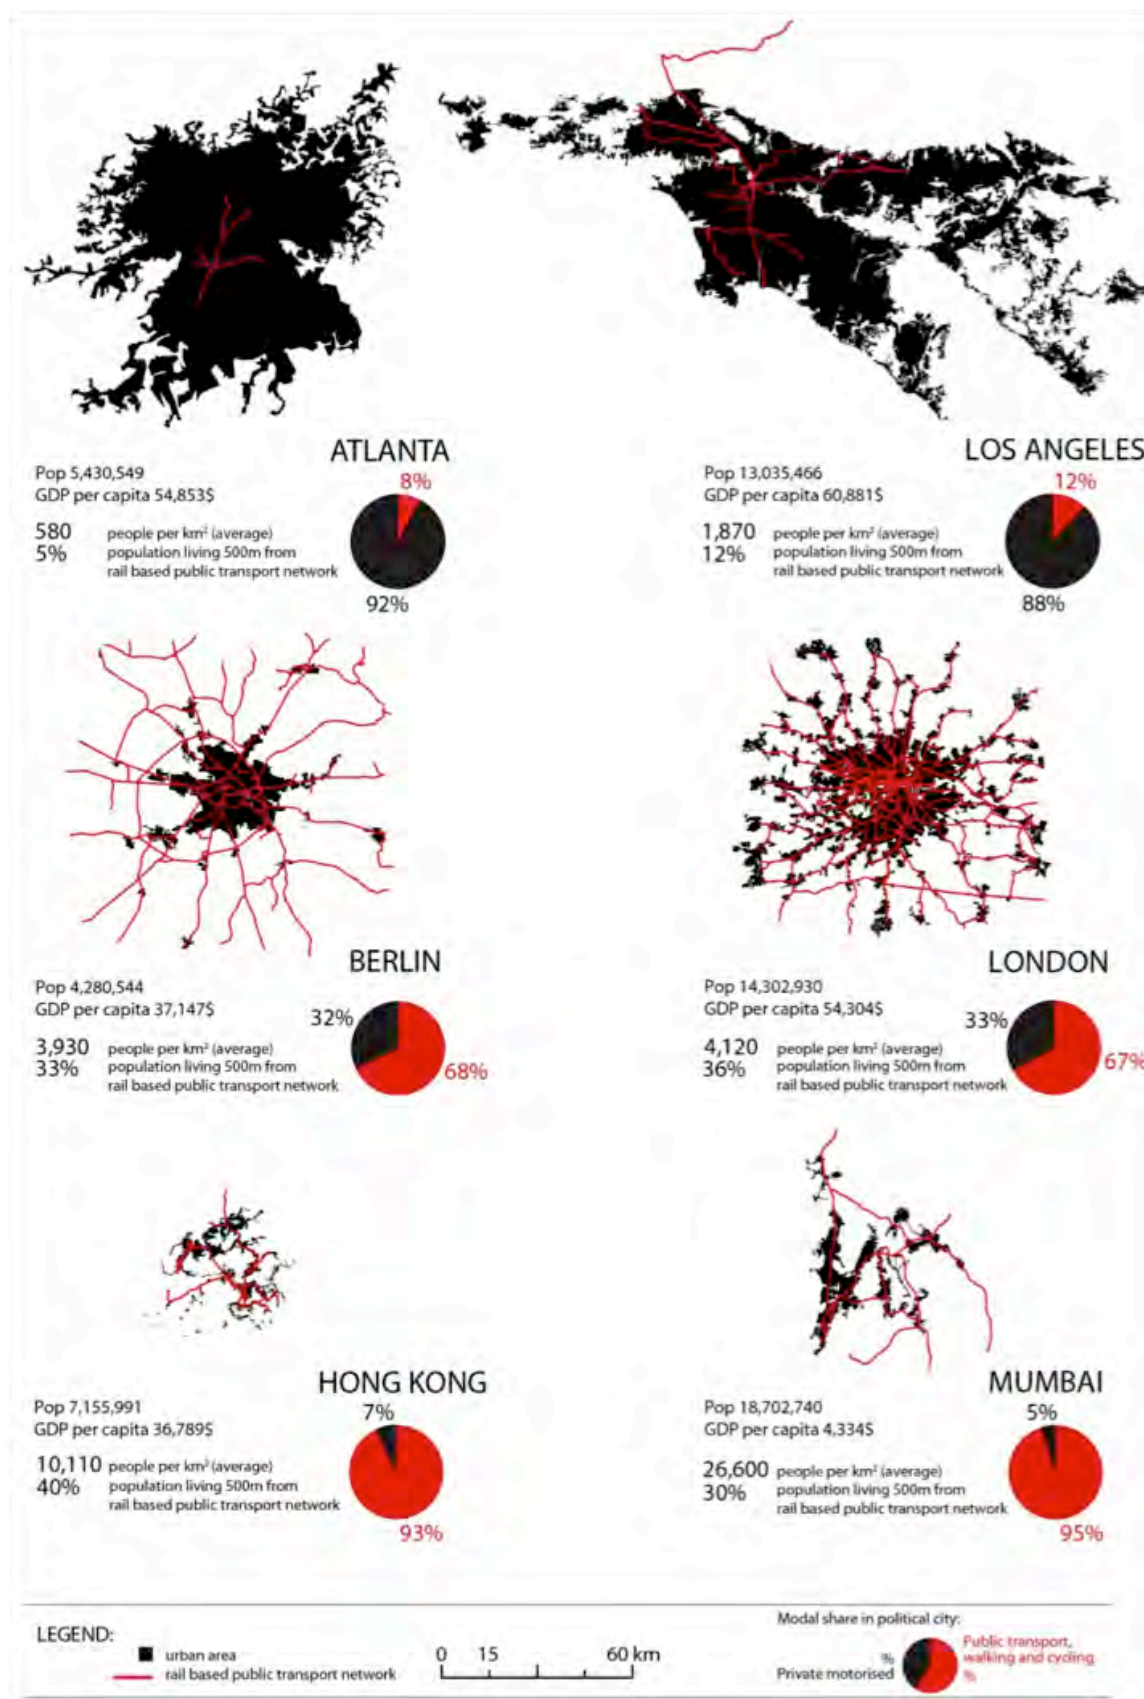 ATLANTA
Pop 5,430,549
GDP per capita 54,853$
8%
580 people per km² (average)
5% population living 500m from
rail based public transport network
92%
LOS ANGELES
Pop 13,035,466
GDP per capita 60,881$
12%
1,870 people per km² (average)
12% population living 500m from
rail based public transport network
88%
BERLIN
Pop 4,280,544
GDP per capita 37,147$
32%
3,930 people per km² (average)
33% population living 500m from
rail based public transport network
68%
LONDON
Pop 14,302,930
GDP per capita 54,304$
33%
4,120 people per km² (average)
36% population living 500m from
rail based public transport network
67%
HONG KONG
Pop 7,155,991
7%
GDP per capita 36,789$
10,110 people per km² (average)
40% population living 500m from
rail based public transport network
93%
MUMBAI
Pop 18,702,740
5%
GDP per capita 4,334$
26,600 people per km² (average)
30% population living 500m from
rail based public transport network
95%
LEGEND:
urban area
rail based public transport network
0 15 60 km
Modal share in political city:
% Private motorised
Public transport,
walking and cycling
%